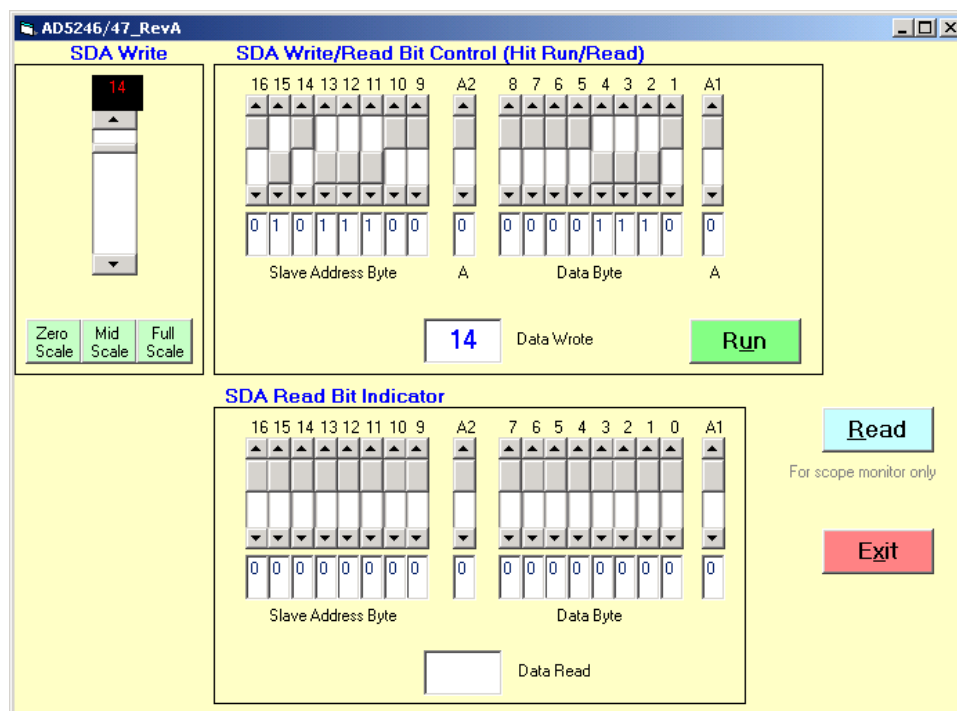 AD5246/47_RevA
SDA Write
14
Zero Scale
Mid Scale
Full Scale
SDA Write/Read Bit Control (Hit Run/Read)
16 15 14 13 12 11 10 9 A2 8 7 6 5 4 3 2 1 A1
0 1 0 1 1 1 0 0 0 0 0 0 0 1 1 1 0 0
Slave Address Byte A Data Byte A
14 Data Wrote Run
SDA Read Bit Indicator
16 15 14 13 12 11 10 9 A2 7 6 5 4 3 2 1 0 A1
0 0 0 0 0 0 0 0 0 0 0 0 0 0 0 0 0 0
Slave Address Byte Data Byte
Data Read
Read
For scope monitor only
Exit